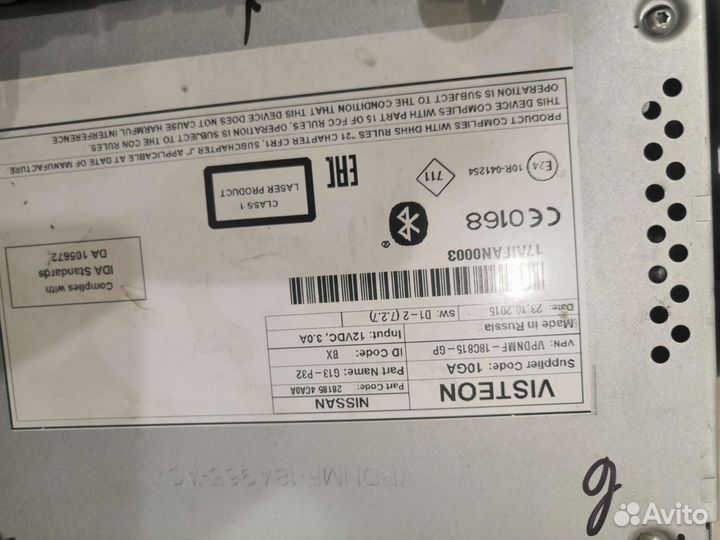 VISTEON
NISSAN
Supplier Code: 10GA
Part Code: 28185 4CA0A
VPN: VPDNMF-18C815-GP
Part Name: G13-P32
Made in Russia
ID Code: BX
Date: 23.10.2015
Input: 12VDC, 3.0A
SW: D1-2 (7.2.7)
17AIFAN0003
Complies with
IDA Standards
DA 105672
CE0168
E24 10R-041254
711
EAC
CLASS 1
LASER PRODUCT
PRODUCT COMPLIES WITH DHHS RULES "21 CHAPTER CFR1, SUBCHAPTER J" APPLICABLE AT DATE OF MANUFACTURE.
THIS DEVICE COMPLIES WITH PART 15 OF FCC RULES. OPERATION IS SUBJECT TO THE CON RULES.
OPERATION IS SUBJECT TO THE CONDITION THAT THIS DEVICE DOES NOT CAUSE HARMFUL INTERFERENCE
Avito